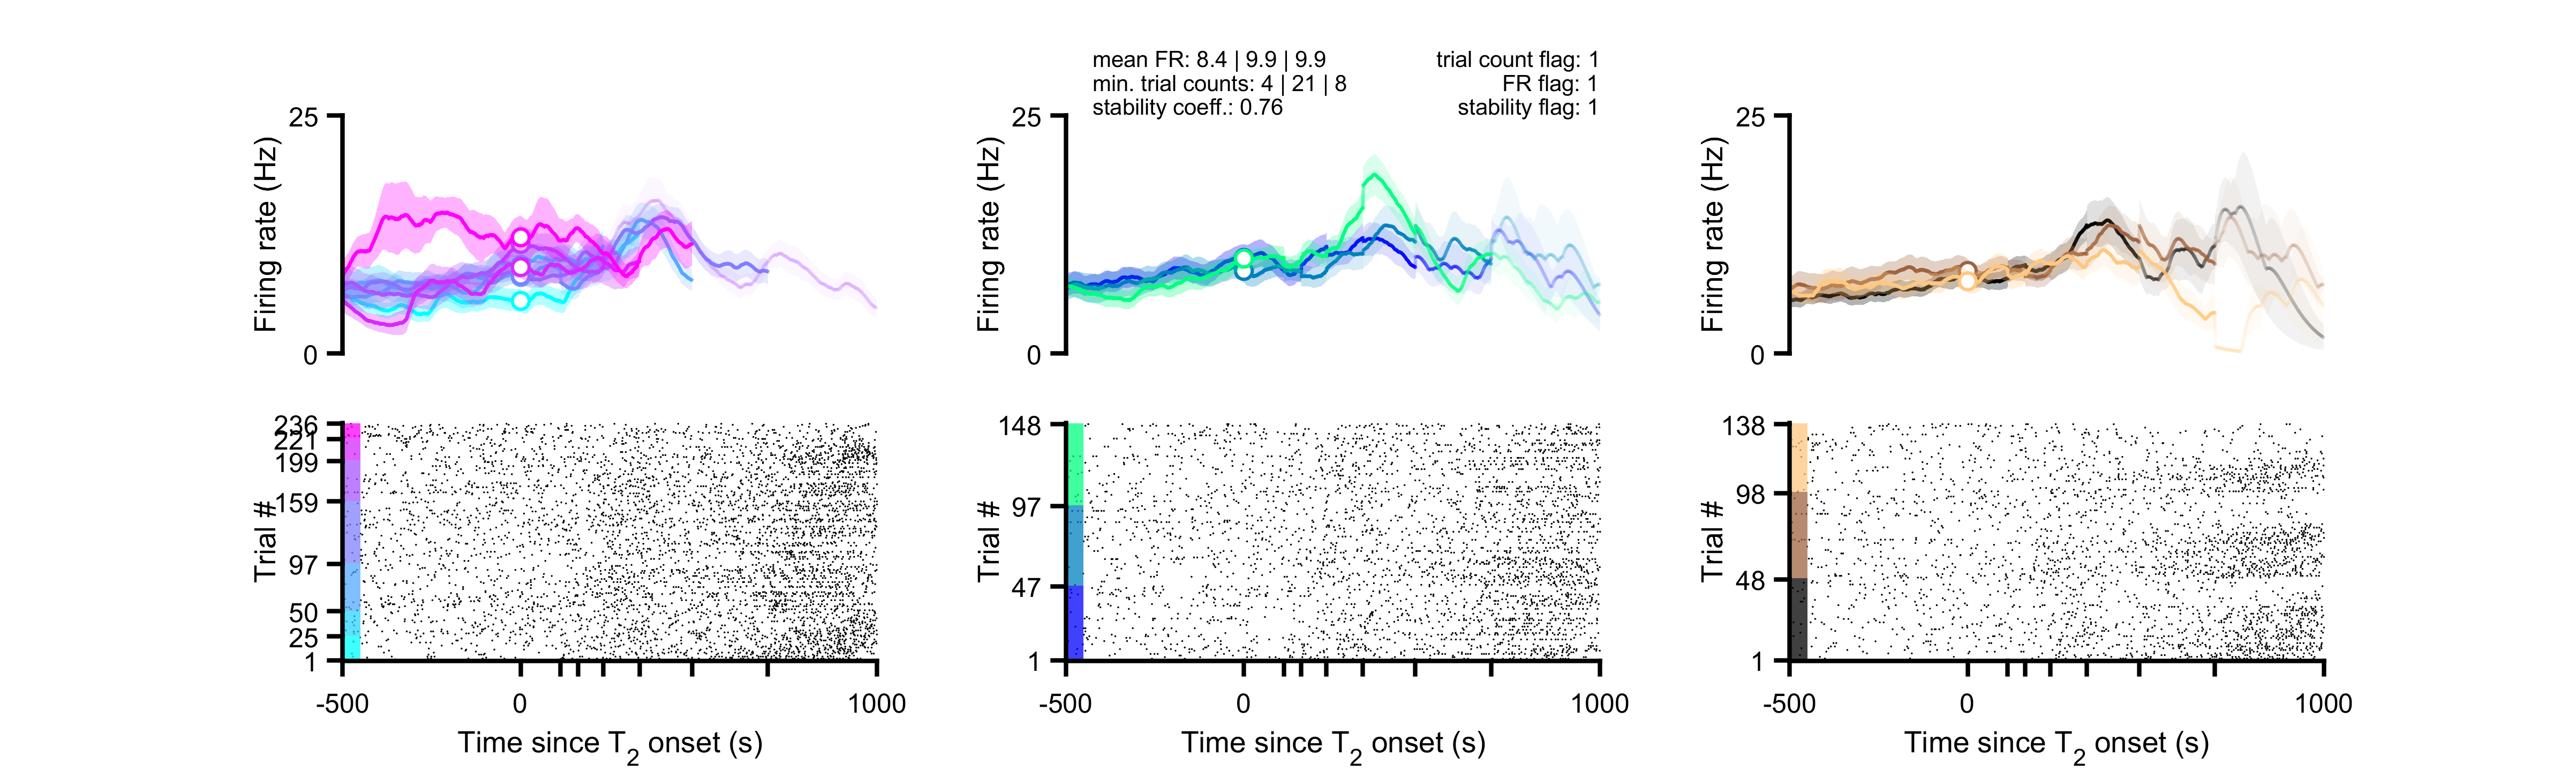 mean FR: 8.4 | 9.9 | 9.9
min. trial counts: 4 | 21 | 8
stability coeff.: 0.76
trial count flag: 1
FR flag: 1
stability flag: 1
25
Firing rate (Hz)
0
25
Firing rate (Hz)
0
25
Firing rate (Hz)
0
236
221
199
159
97
50
25
1
Trial #
-500
0
1000
Time since T2 onset (s)
148
97
47
1
Trial #
-500
0
1000
Time since T2 onset (s)
138
98
48
1
Trial #
-500
0
1000
Time since T2 onset (s)